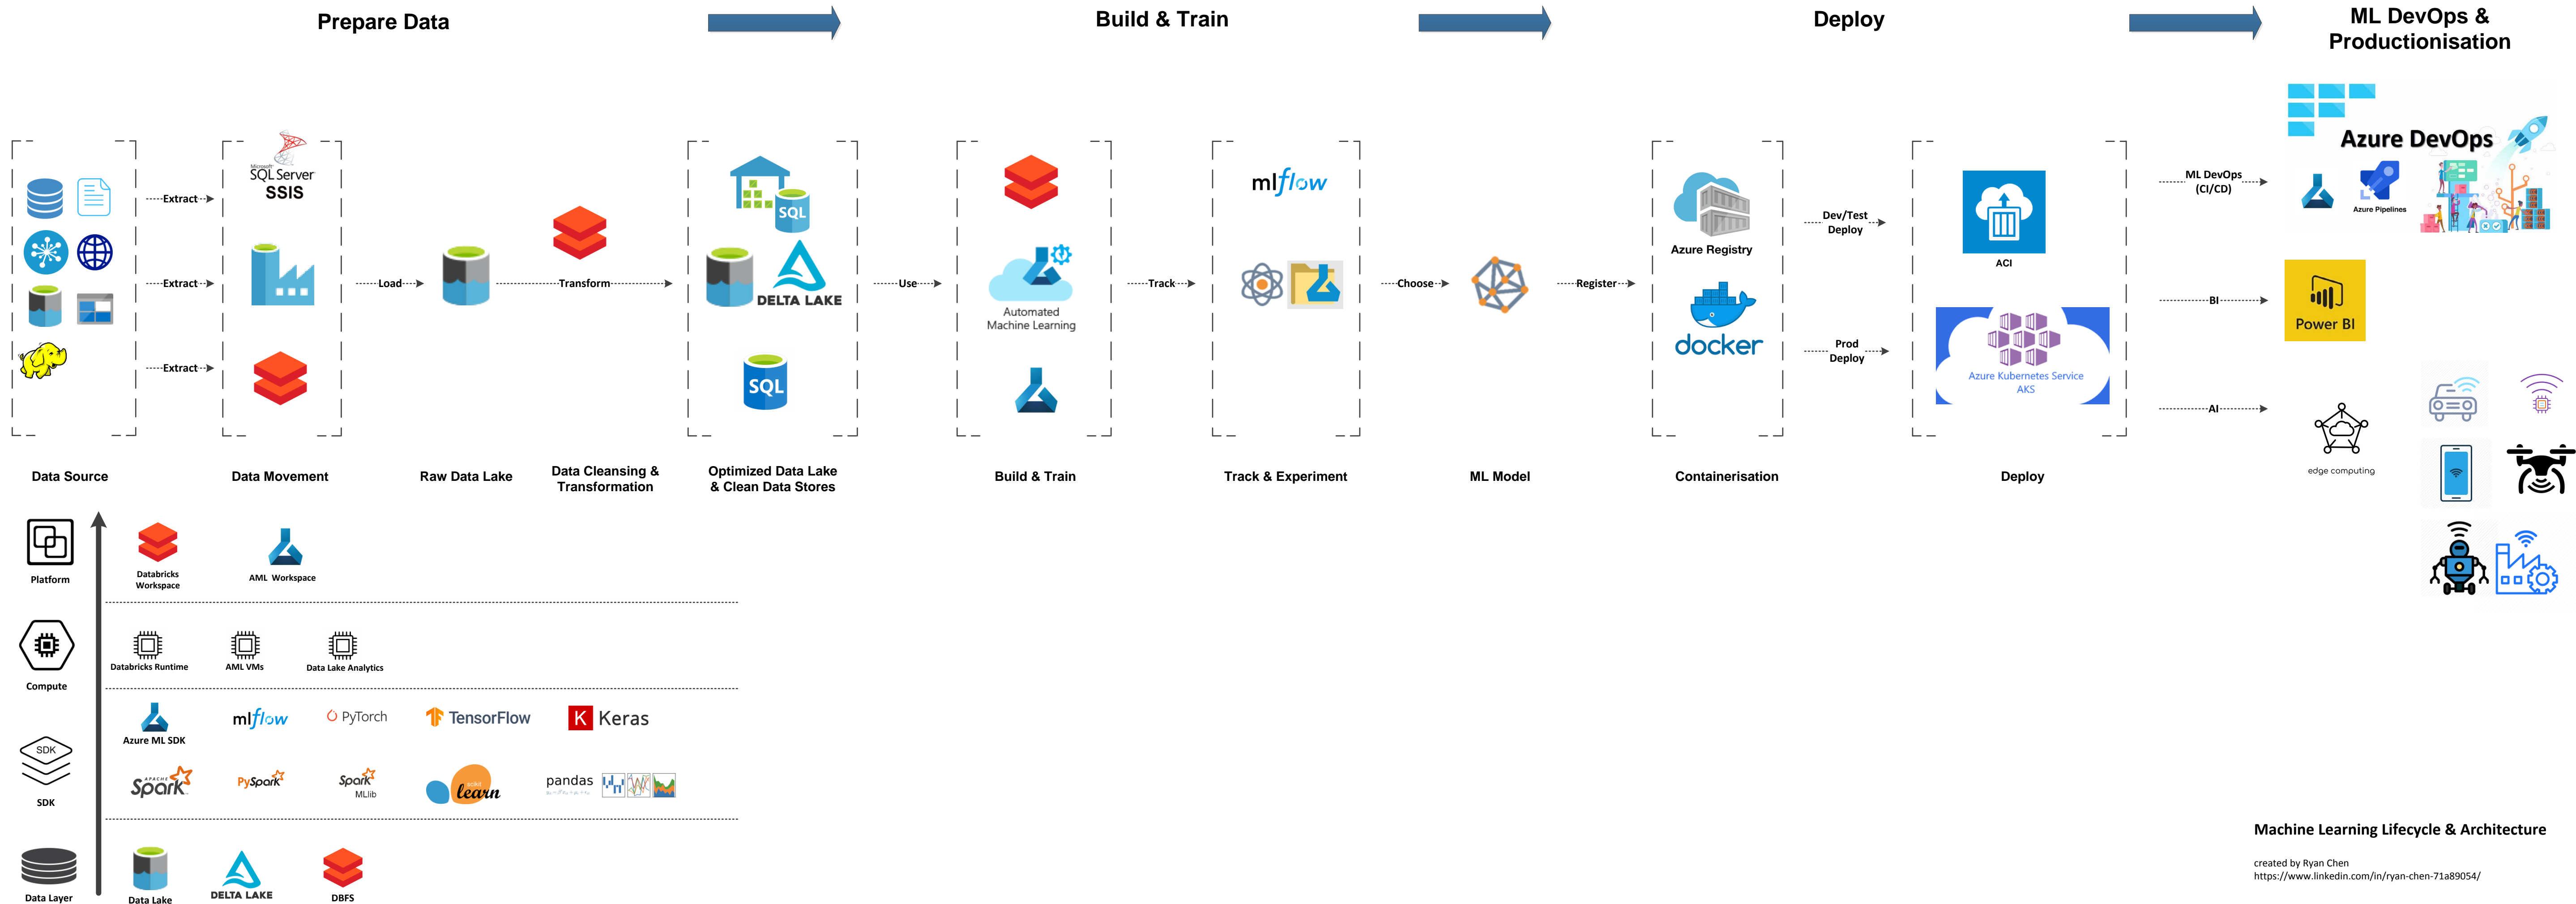 Prepare Data
Build & Train
Deploy
ML DevOps &
Productionisation
Microsoft
SQL Server
SSIS
Extract
Extract
Extract
Load
Transform
SQL
DELTA LAKE
SQL
Use
Automated
Machine Learning
Track
mlflow
Choose
Register
Azure Registry
docker
Dev/Test
Deploy
Prod
Deploy
ACI
Azure Kubernetes Service
AKS
ML DevOps
(CI/CD)
BI
AI
Azure DevOps
Azure Pipelines
Power BI
edge computing
Data Source
Data Movement
Raw Data Lake
Data Cleansing &
Transformation
Optimized Data Lake
& Clean Data Stores
Build & Train
Track & Experiment
ML Model
Containerisation
Deploy
Platform
Databricks
Workspace
AML Workspace
Compute
Databricks Runtime
AML VMs
Data Lake Analytics
SDK
SDK
Azure ML SDK
mlflow
PyTorch
TensorFlow
K Keras
APACHE
Spark
PySpark
Spark
MLlib
scikit
learn
pandas
Data Layer
Data Lake
DELTA LAKE
DBFS
Machine Learning Lifecycle & Architecture
created by Ryan Chen
https://www.linkedin.com/in/ryan-chen-71a89054/